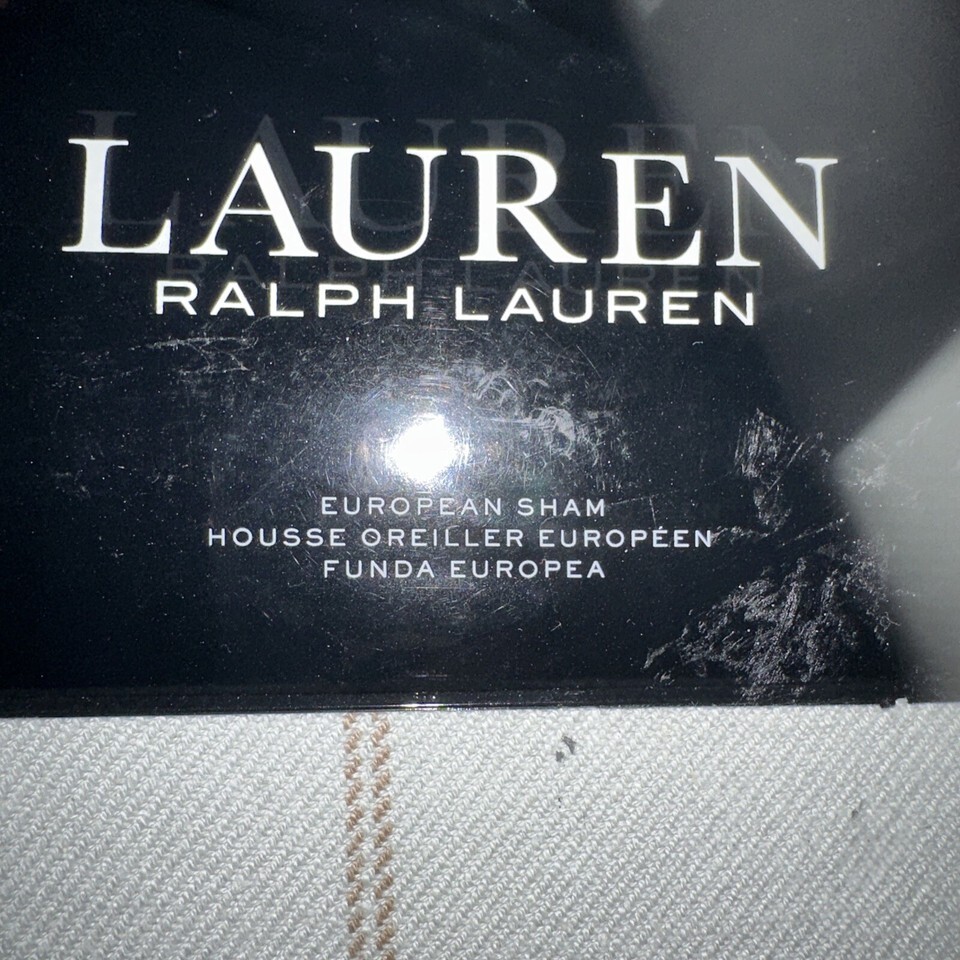 LAUREN
RALPH LAUREN
EUROPEAN SHAM
HOUSSE OREILLER EUROPÉEN
FUNDA EUROPEA